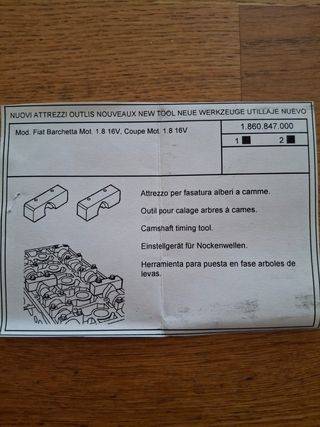 NUOVI ATTREZZI OUTLIS NOUVEAUX NEW TOOL NEUE WERKZEUGE UTILLAJE NUEVO
Mod. Fiat Barchetta Mot. 1.8 16V, Coupe Mot. 1.8 16V
1.860.847.000
1 2
Attrezzo per fasatura alberi a camme.
Outil pour calage arbres à cames.
Camshaft timing tool.
Einstellgerät für Nockenwellen.
Herramienta para puesta en fase arboles de
levas.